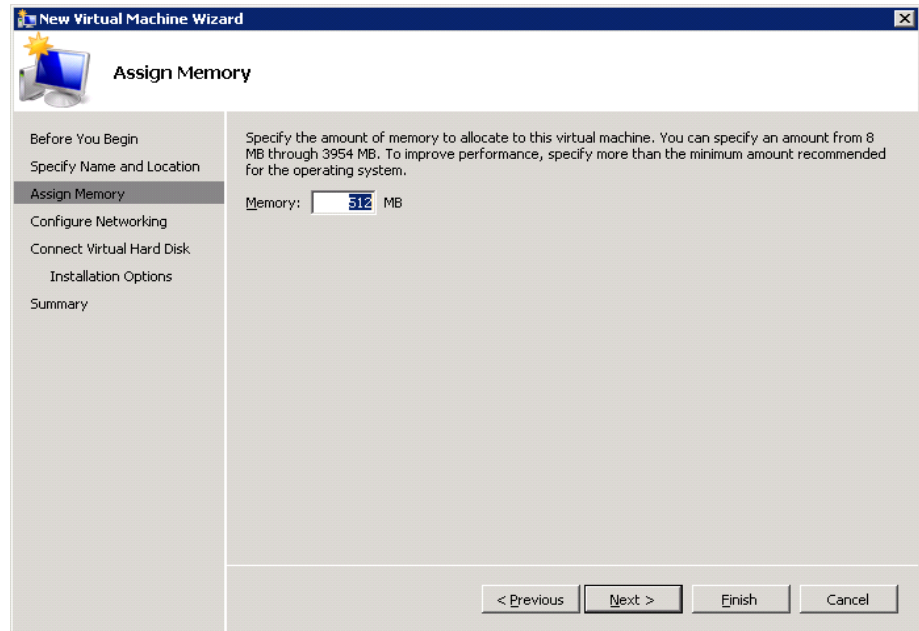 New Virtual Machine Wizard
Assign Memory
Before You Begin
Specify Name and Location
Assign Memory
Configure Networking
Connect Virtual Hard Disk
Installation Options
Summary
Specify the amount of memory to allocate to this virtual machine. You can specify an amount from 8
MB through 3954 MB. To improve performance, specify more than the minimum amount recommended
for the operating system.
Memory: 512 MB
< Previous Next > Finish Cancel